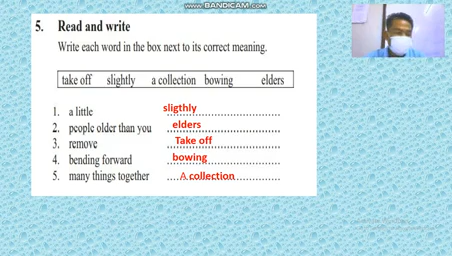 www.BANDICAM.com
5. Read and write
Write each word in the box next to its correct meaning.
take off slightly a collection bowing elders
1. a little sligthly
2. people older than you elders
3. remove Take off
4. bending forward bowing
5. many things together A collection